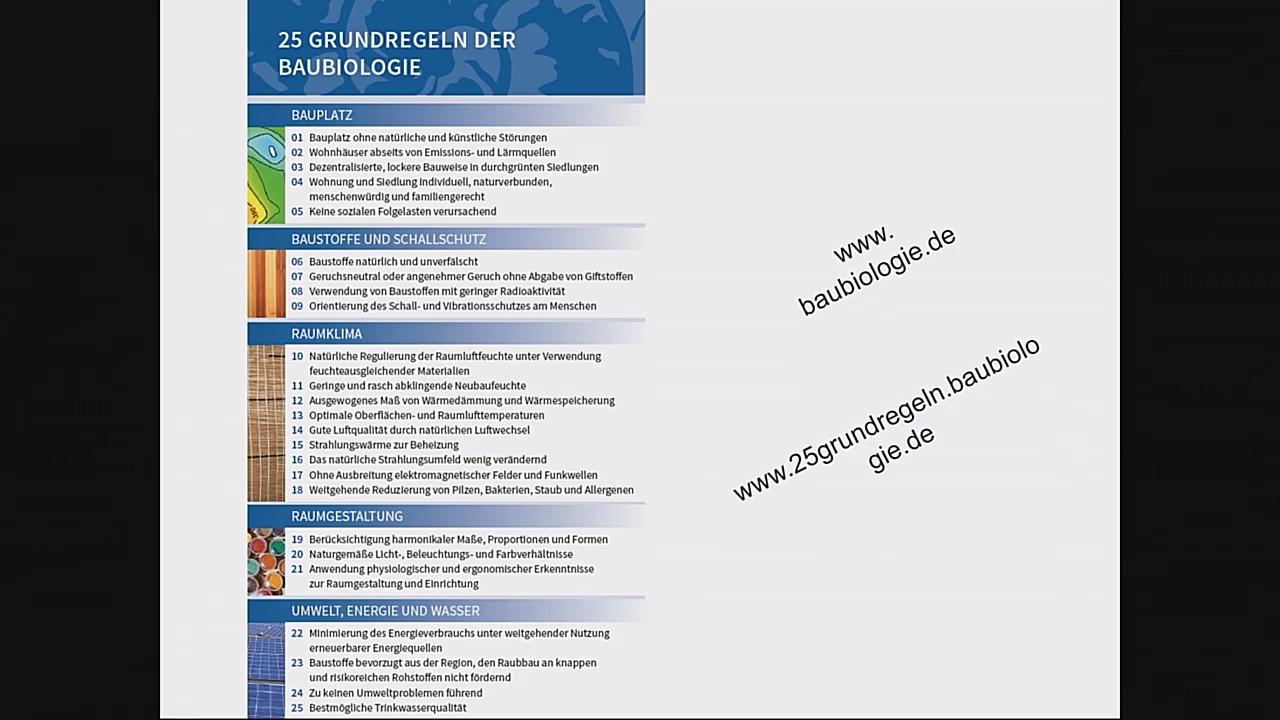 25 GRUNDREGELN DER
BAUBIOLOGIE
BAUPLATZ
01 Bauplatz ohne natürliche und künstliche Störungen
02 Wohnhäuser abseits von Emissions- und Lärmquellen
03 Dezentralisierte, lockere Bauweise in durchgrünten Siedlungen
04 Wohnung und Siedlung individuell, naturverbunden,
menschenwürdig und familiengerecht
05 Keine sozialen Folgelasten verursachend
BAUSTOFFE UND SCHALLSCHUTZ
06 Baustoffe natürlich und unverfälscht
07 Geruchsneutral oder angenehmer Geruch ohne Abgabe von Giftstoffen
08 Verwendung von Baustoffen mit geringer Radioaktivität
09 Orientierung des Schall- und Vibrationsschutzes am Menschen
RAUMKLIMA
10 Natürliche Regulierung der Raumluftfeuchte unter Verwendung
feuchteausgleichender Materialien
11 Geringe und rasch abklingende Neubaufeuchte
12 Ausgewogenes Maß von Wärmedämmung und Wärmespeicherung
13 Optimale Oberflächen- und Raumlufttemperaturen
14 Gute Luftqualität durch natürlichen Luftwechsel
15 Strahlungswärme zur Beheizung
16 Das natürliche Strahlungsumfeld wenig verändernd
17 Ohne Ausbreitung elektromagnetischer Felder und Funkwellen
18 Weitgehende Reduzierung von Pilzen, Bakterien, Staub und Allergenen
RAUMGESTALTUNG
19 Berücksichtigung harmonikaler Maße, Proportionen und Formen
20 Naturgemäße Licht-, Beleuchtungs- und Farbverhältnisse
21 Anwendung physiologischer und ergonomischer Erkenntnisse
zur Raumgestaltung und Einrichtung
UMWELT, ENERGIE UND WASSER
22 Minimierung des Energieverbrauchs unter weitgehender Nutzung
erneuerbarer Energiequellen
23 Baustoffe bevorzugt aus der Region, den Raubbau an knappen
und risikoreichen Rohstoffen nicht fördernd
24 Zu keinen Umweltproblemen führend
25 Bestmögliche Trinkwasserqualität
www.
baubiologie.de
www.25grundregeln.baubiolo
gie.de